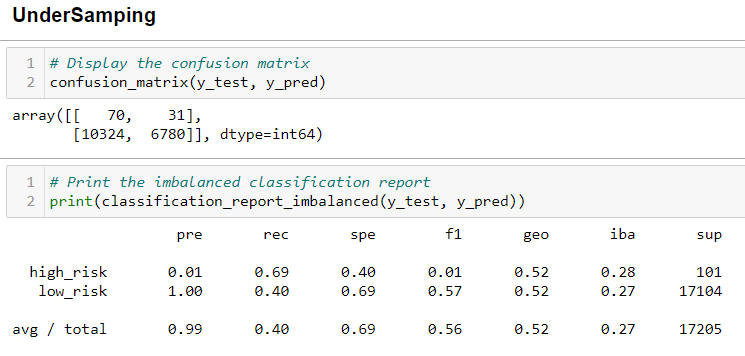 UnderSamping
1 # Display the confusion matrix
2 confusion_matrix(y_test, y_pred)
array([[   70,    31],
       [10324,  6780]], dtype=int64)
1 # Print the imbalanced classification report
2 print(classification_report_imbalanced(y_test, y_pred))
pre rec spe f1 geo iba sup
high_risk 0.01 0.69 0.40 0.01 0.52 0.28 101
low_risk 1.00 0.40 0.69 0.57 0.52 0.27 17104
avg / total 0.99 0.40 0.69 0.56 0.52 0.27 17205